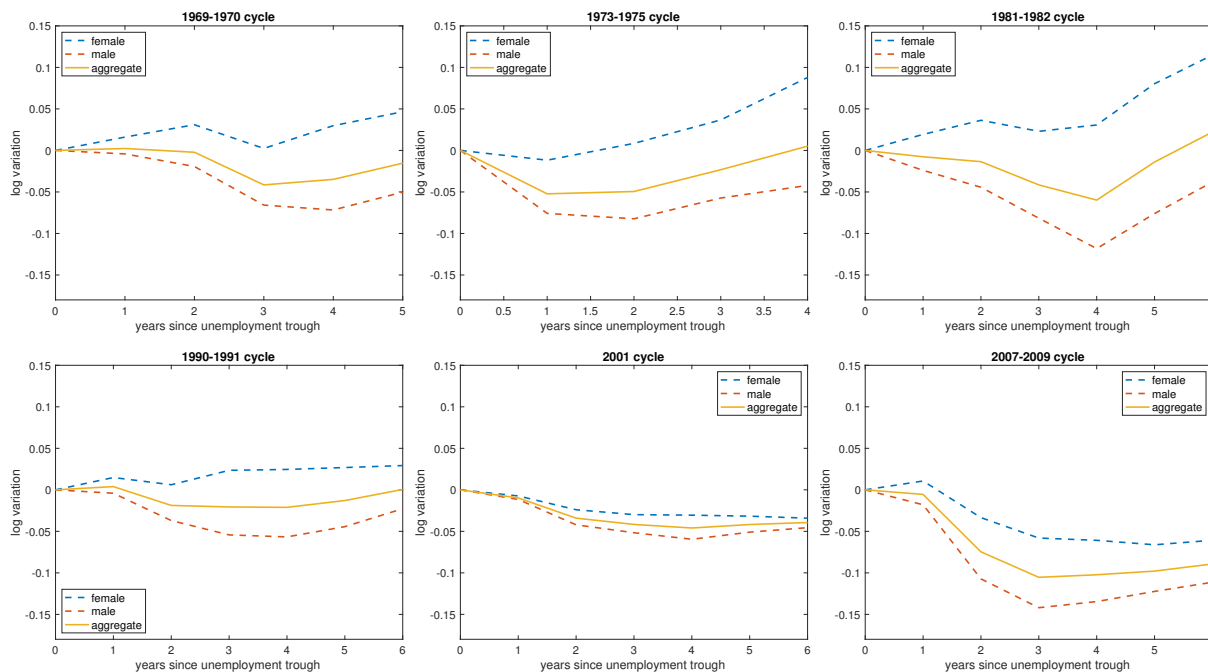 1969-1970 cycle
0.15
0.1
0.05
0
-0.05
-0.1
-0.15
log variation
female
male
aggregate
0 1 2 3 4 5
years since unemployment trough
1973-1975 cycle
0.15
0.1
0.05
0
-0.05
-0.1
-0.15
log variation
female
male
aggregate
0 0.5 1 1.5 2 2.5 3 3.5 4
years since unemployment trough
1981-1982 cycle
0.15
0.1
0.05
0
-0.05
-0.1
-0.15
log variation
female
male
aggregate
0 1 2 3 4 5
years since unemployment trough
1990-1991 cycle
0.15
0.1
0.05
0
-0.05
-0.1
-0.15
log variation
female
male
aggregate
0 1 2 3 4 5 6
years since unemployment trough
2001 cycle
0.15
0.1
0.05
0
-0.05
-0.1
-0.15
log variation
female
male
aggregate
0 1 2 3 4 5 6
years since unemployment trough
2007-2009 cycle
0.15
0.1
0.05
0
-0.05
-0.1
-0.15
log variation
female
male
aggregate
0 1 2 3 4 5
years since unemployment trough